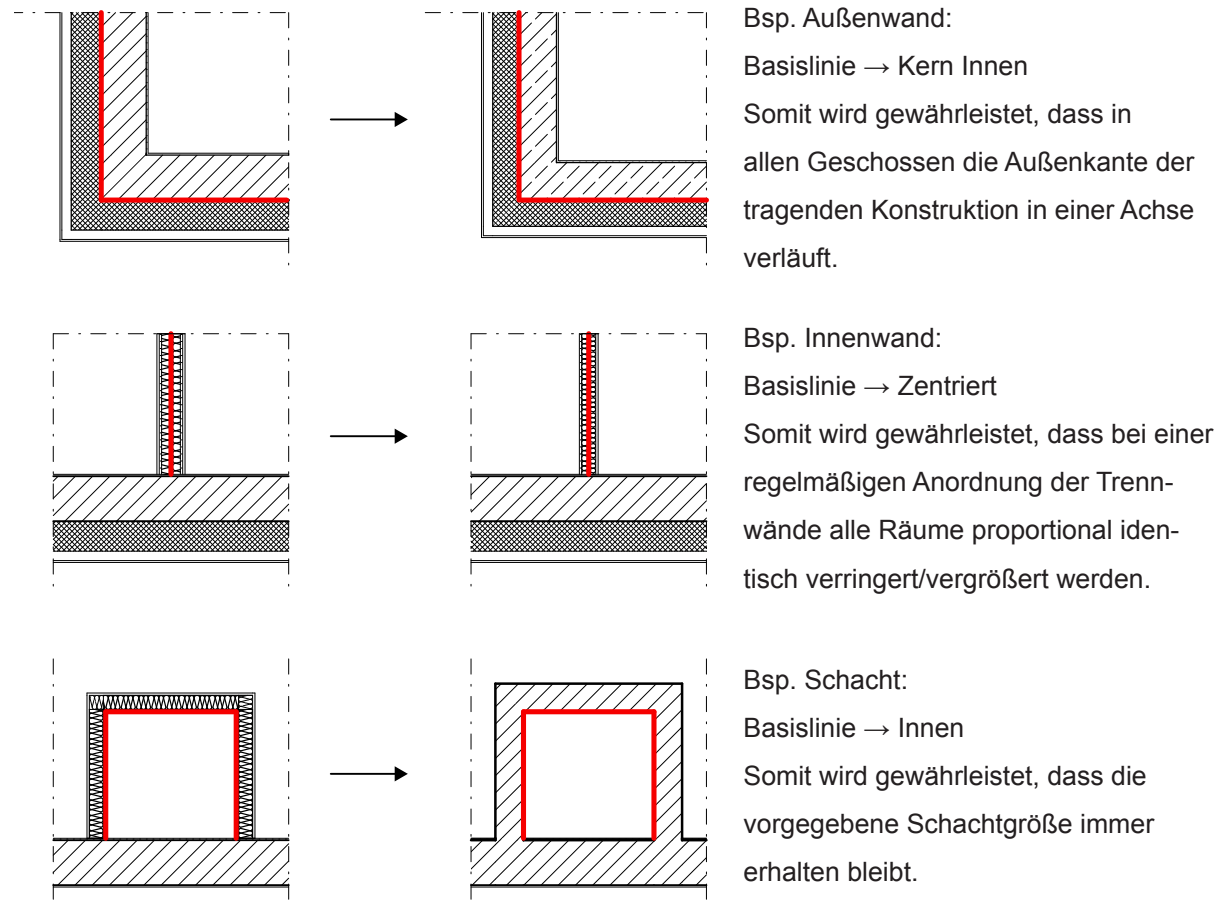 Bsp. Außenwand:
Basislinie → Kern Innen
Somit wird gewährleistet, dass in
allen Geschossen die Außenkante der
tragenden Konstruktion in einer Achse
verläuft.
Bsp. Innenwand:
Basislinie → Zentriert
Somit wird gewährleistet, dass bei einer
regelmäßigen Anordnung der Trenn-
wände alle Räume proportional iden-
tisch verringert/vergrößert werden.
Bsp. Schacht:
Basislinie → Innen
Somit wird gewährleistet, dass die
vorgegebene Schachtgröße immer
erhalten bleibt.